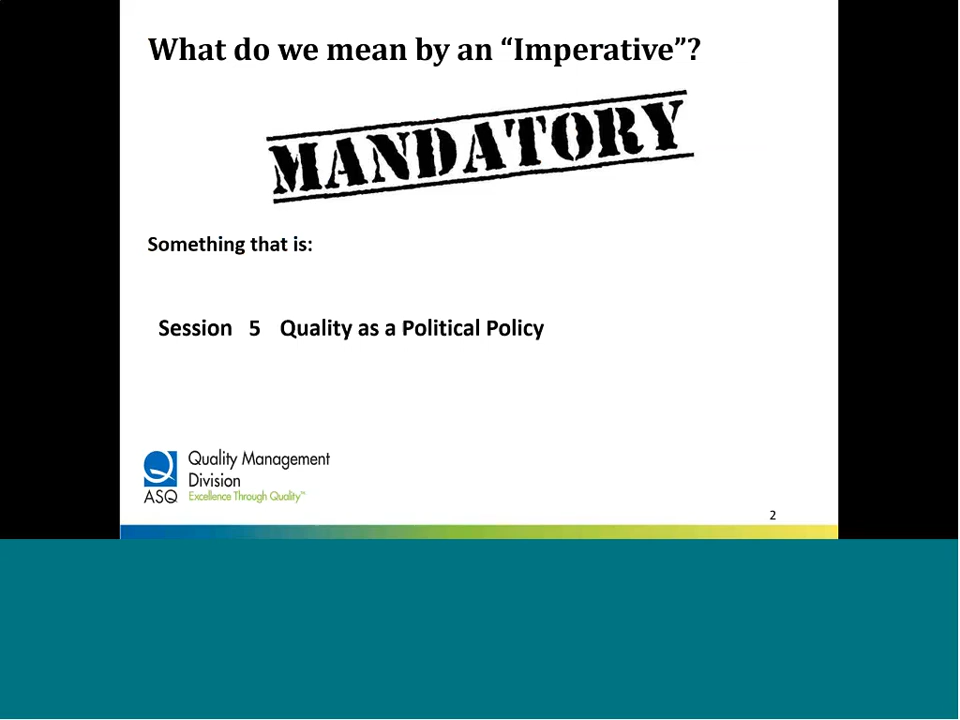 What do we mean by an “Imperative”?
MANDATORY
Something that is:
Session 5 Quality as a Political Policy
Quality Management
Division
ASQ Excellence Through Quality™
2